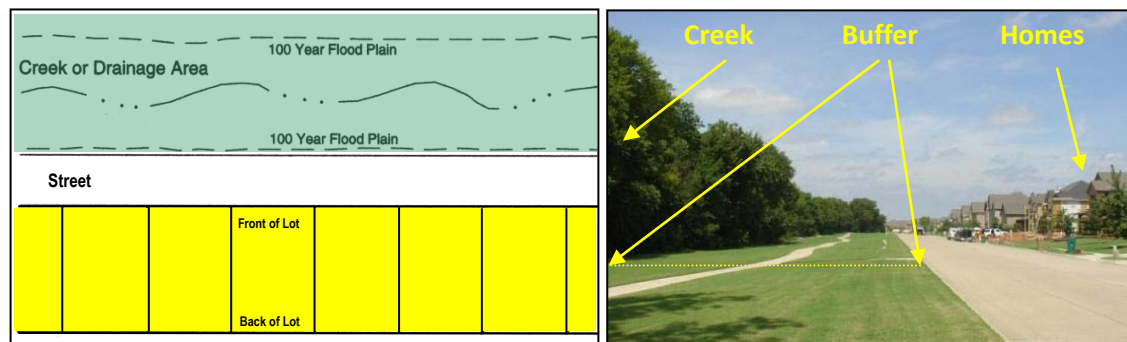 100 Year Flood Plain
Creek or Drainage Area
100 Year Flood Plain
Street
Front of Lot
Back of Lot
Creek Buffer Homes